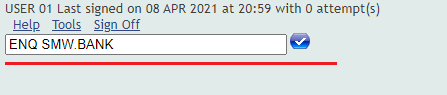 USER 01 Last signed on 08 APR 2021 at 20:59 with 0 attempt(s)
Help Tools Sign Off
ENQ SMW.BANK